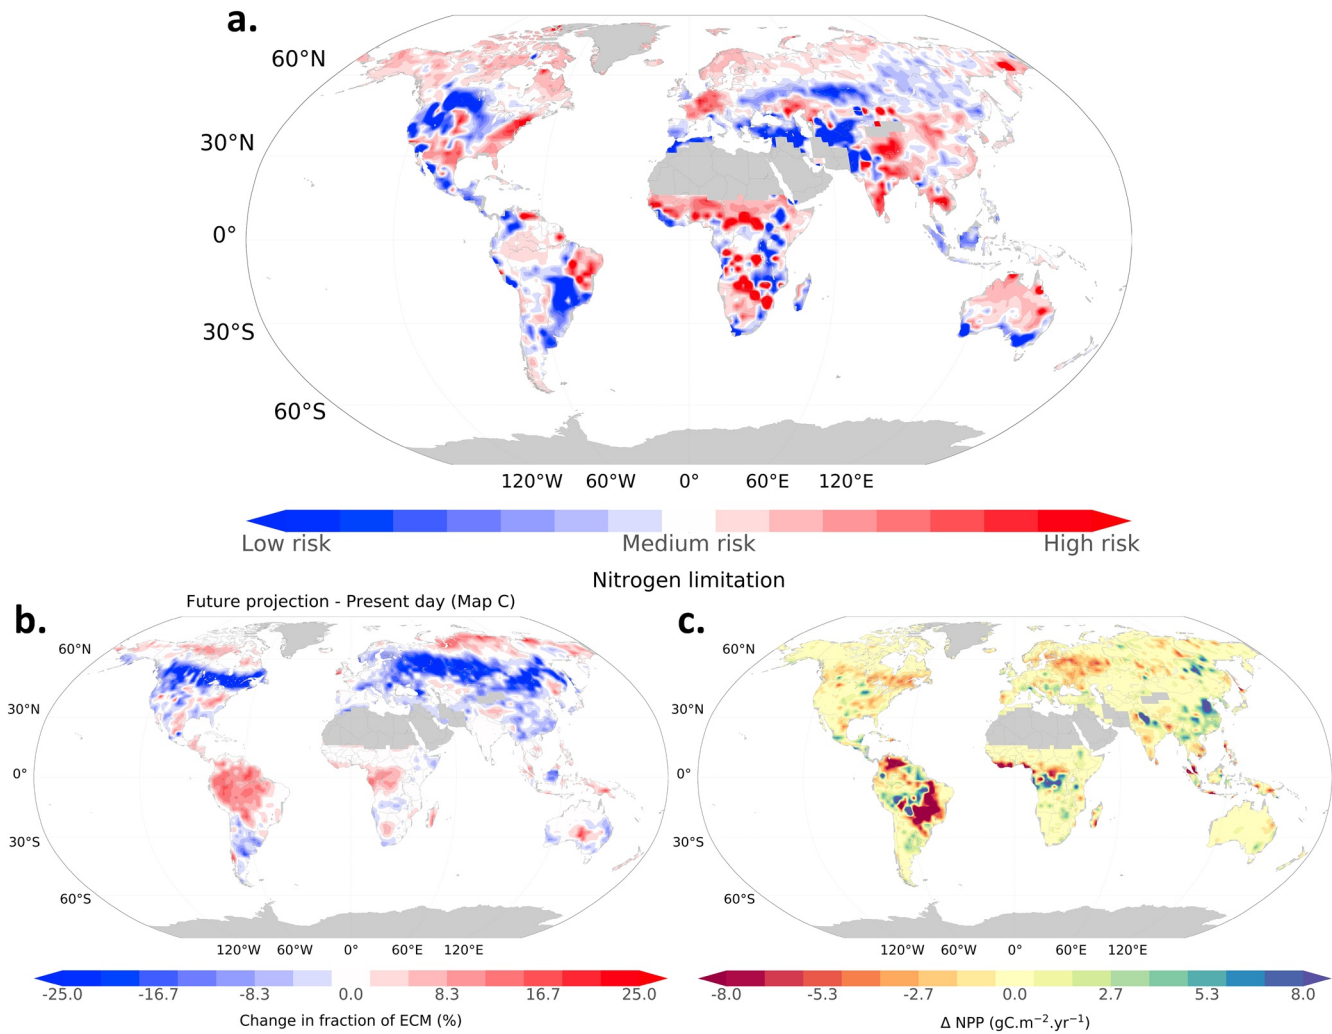 a.
60°N
30°N
0°
30°S
60°S
120°W 60°W 0° 60°E 120°E
Low risk Medium risk High risk
Nitrogen limitation
b.
Future projection - Present day (Map C)
60°N
30°N
0°
30°S
60°S
120°W 60°W 0° 60°E 120°E
-25.0 -16.7 -8.3 0.0 8.3 16.7 25.0
Change in fraction of ECM (%)
c.
60°N
30°N
0°
30°S
60°S
120°W 60°W 0° 60°E 120°E
-8.0 -5.3 -2.7 0.0 2.7 5.3 8.0
Δ NPP (gC.m⁻².yr⁻¹)